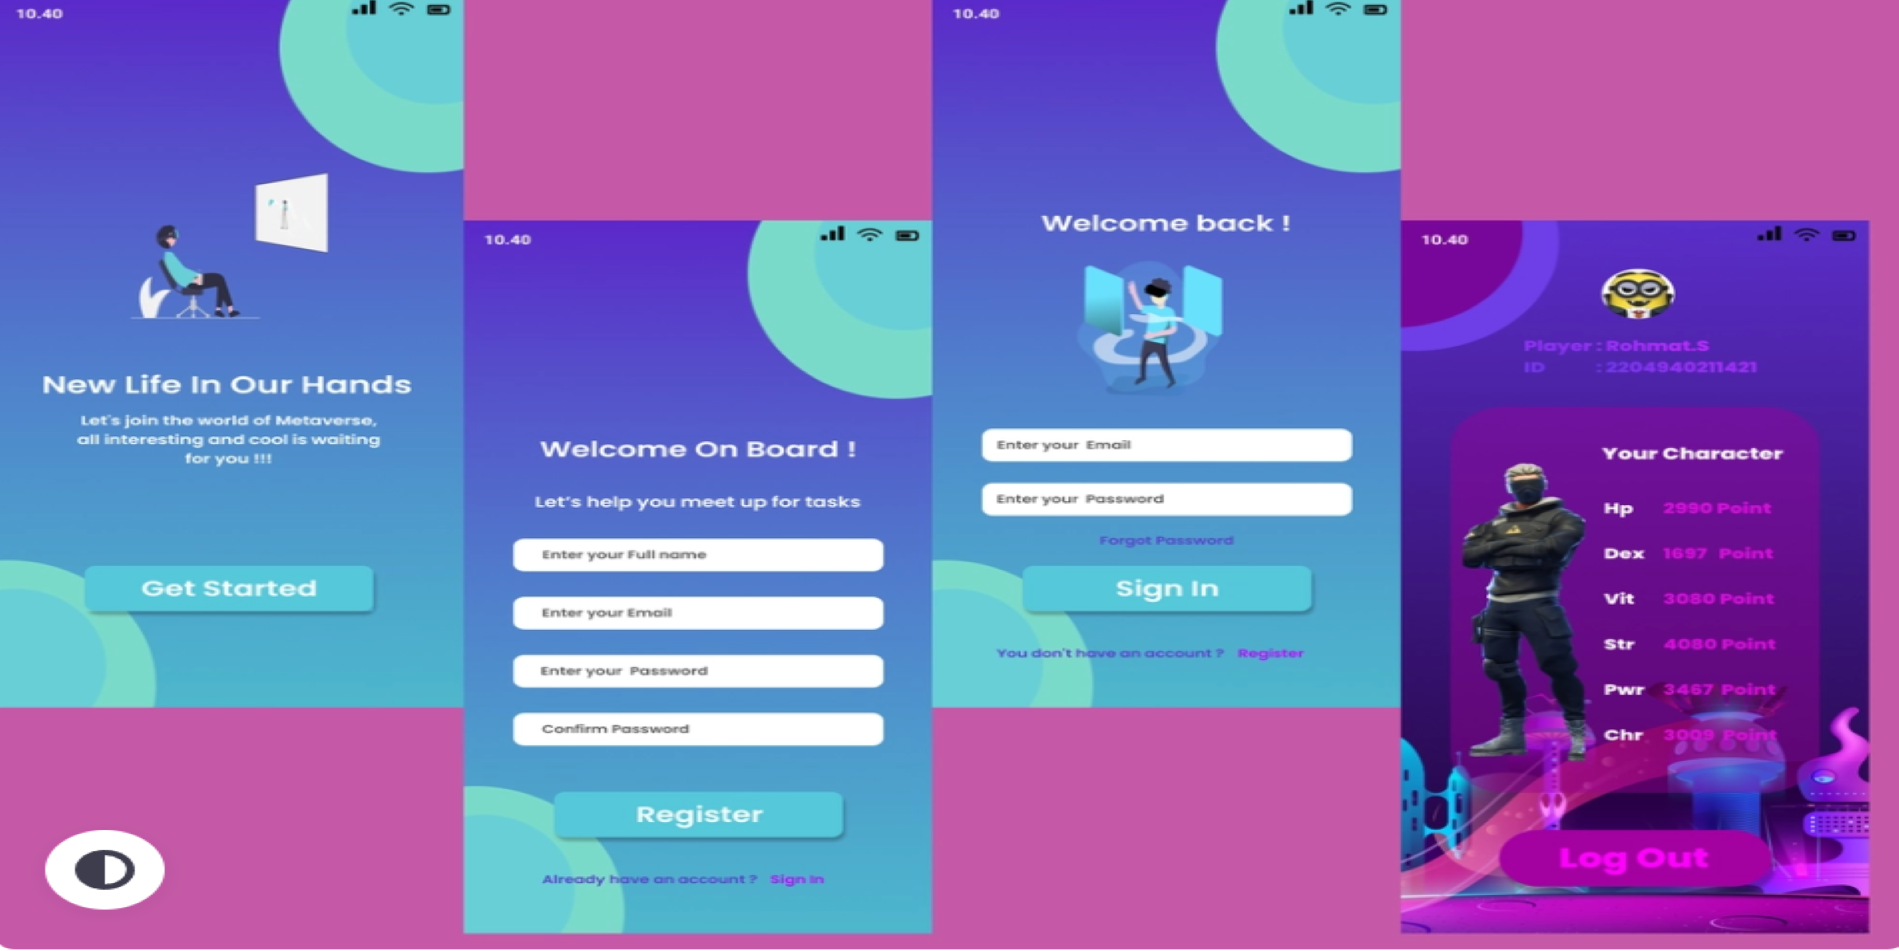 10.40
New Life In Our Hands
Let's join the world of Metaverse,
all interesting and cool is waiting
for you !!!
Get Started
10.40
Welcome On Board !
Let's help you meet up for tasks
Enter your Full name
Enter your Email
Enter your Password
Confirm Password
Register
Already have an account ? Sign In
10.40
Welcome back !
Enter your Email
Enter your Password
Forgot Password
Sign In
You don't have an account ? Register
10.40
Player : Rohmat.S
ID : 2204940211421
Your Character
Hp 2990 Point
Dex 1697 Point
Vit 3080 Point
Str 4080 Point
Pwr 3467 Point
Chr 3009 Point
Log Out